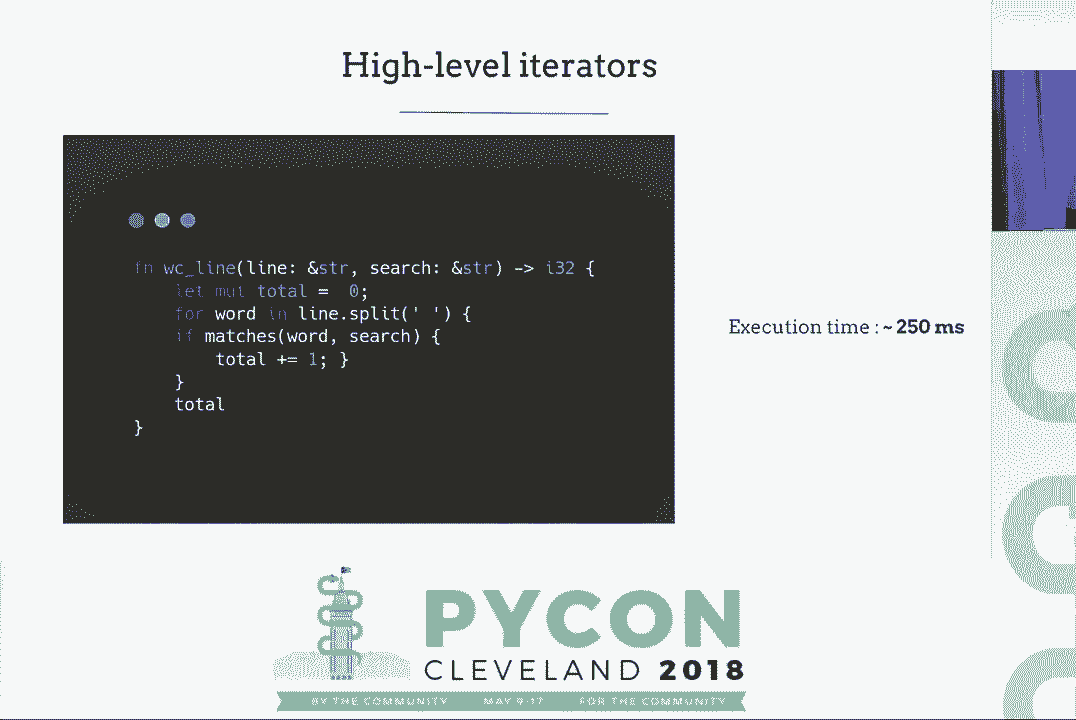 High-level iterators
fn wc_line(line: &str, search: &str) -> i32 {
let mut total =  0;
for word in line.split(' ') {
if matches(word, search) {
total += 1; }
}
total
}
Execution time : ~ 250 ms
PYCON
CLEVELAND 2018
BY THE COMMUNITY MAY 9-17 FOR THE COMMUNITY